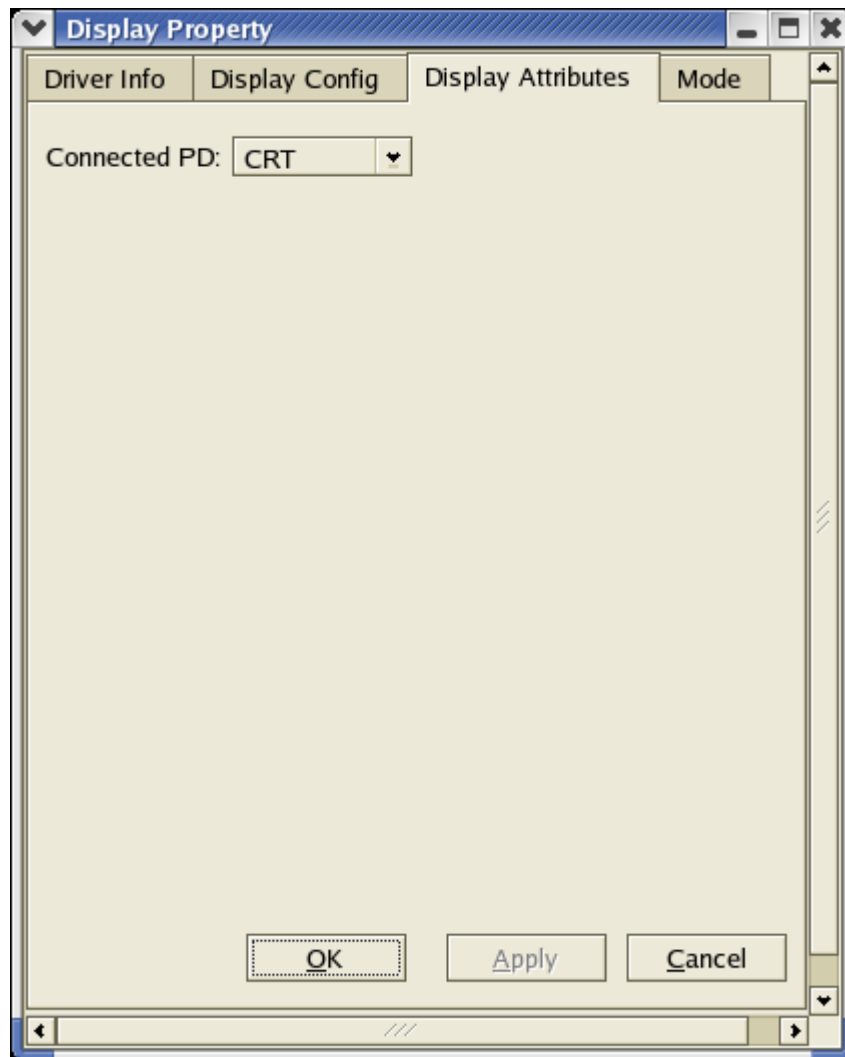 Display Property
Driver Info Display Config Display Attributes Mode
Connected PD: CRT
OK Apply Cancel